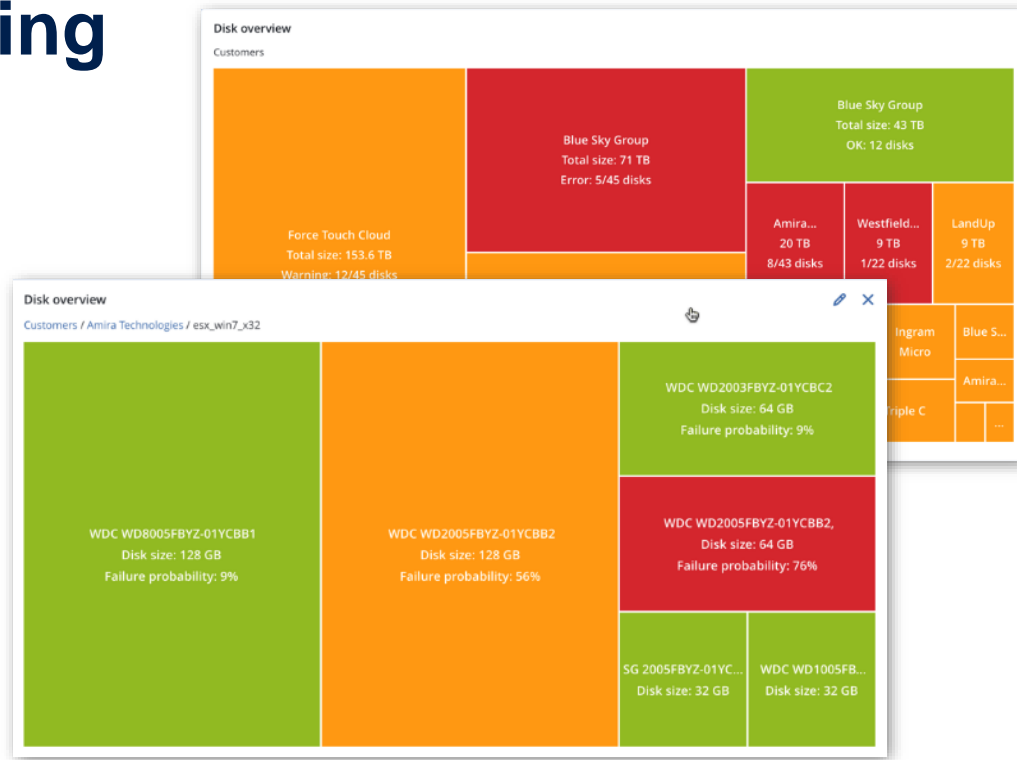 ing
Disk overview
Customers
Force Touch Cloud
Total size: 153.6 TB
Warning: 12/45 disks
Blue Sky Group
Total size: 71 TB
Error: 5/45 disks
Blue Sky Group
Total size: 43 TB
OK: 12 disks
Amira...
20 TB
8/43 disks
Westfield...
9 TB
1/22 disks
LandUp
9 TB
2/22 disks
Ingram
Micro
Blue S...
Amira...
Triple C
...
Disk overview
Customers / Amira Technologies / esx_win7_x32
WDC WD8005FBYZ-01YCBB1
Disk size: 128 GB
Failure probability: 9%
WDC WD2005FBYZ-01YCBB2
Disk size: 128 GB
Failure probability: 56%
WDC WD2003FBYZ-01YCBC2
Disk size: 64 GB
Failure probability: 9%
WDC WD2005FBYZ-01YCBB2,
Disk size: 64 GB
Failure probability: 76%
SG 2005FBYZ-01YC...
Disk size: 32 GB
WDC WD1005FB...
Disk size: 32 GB